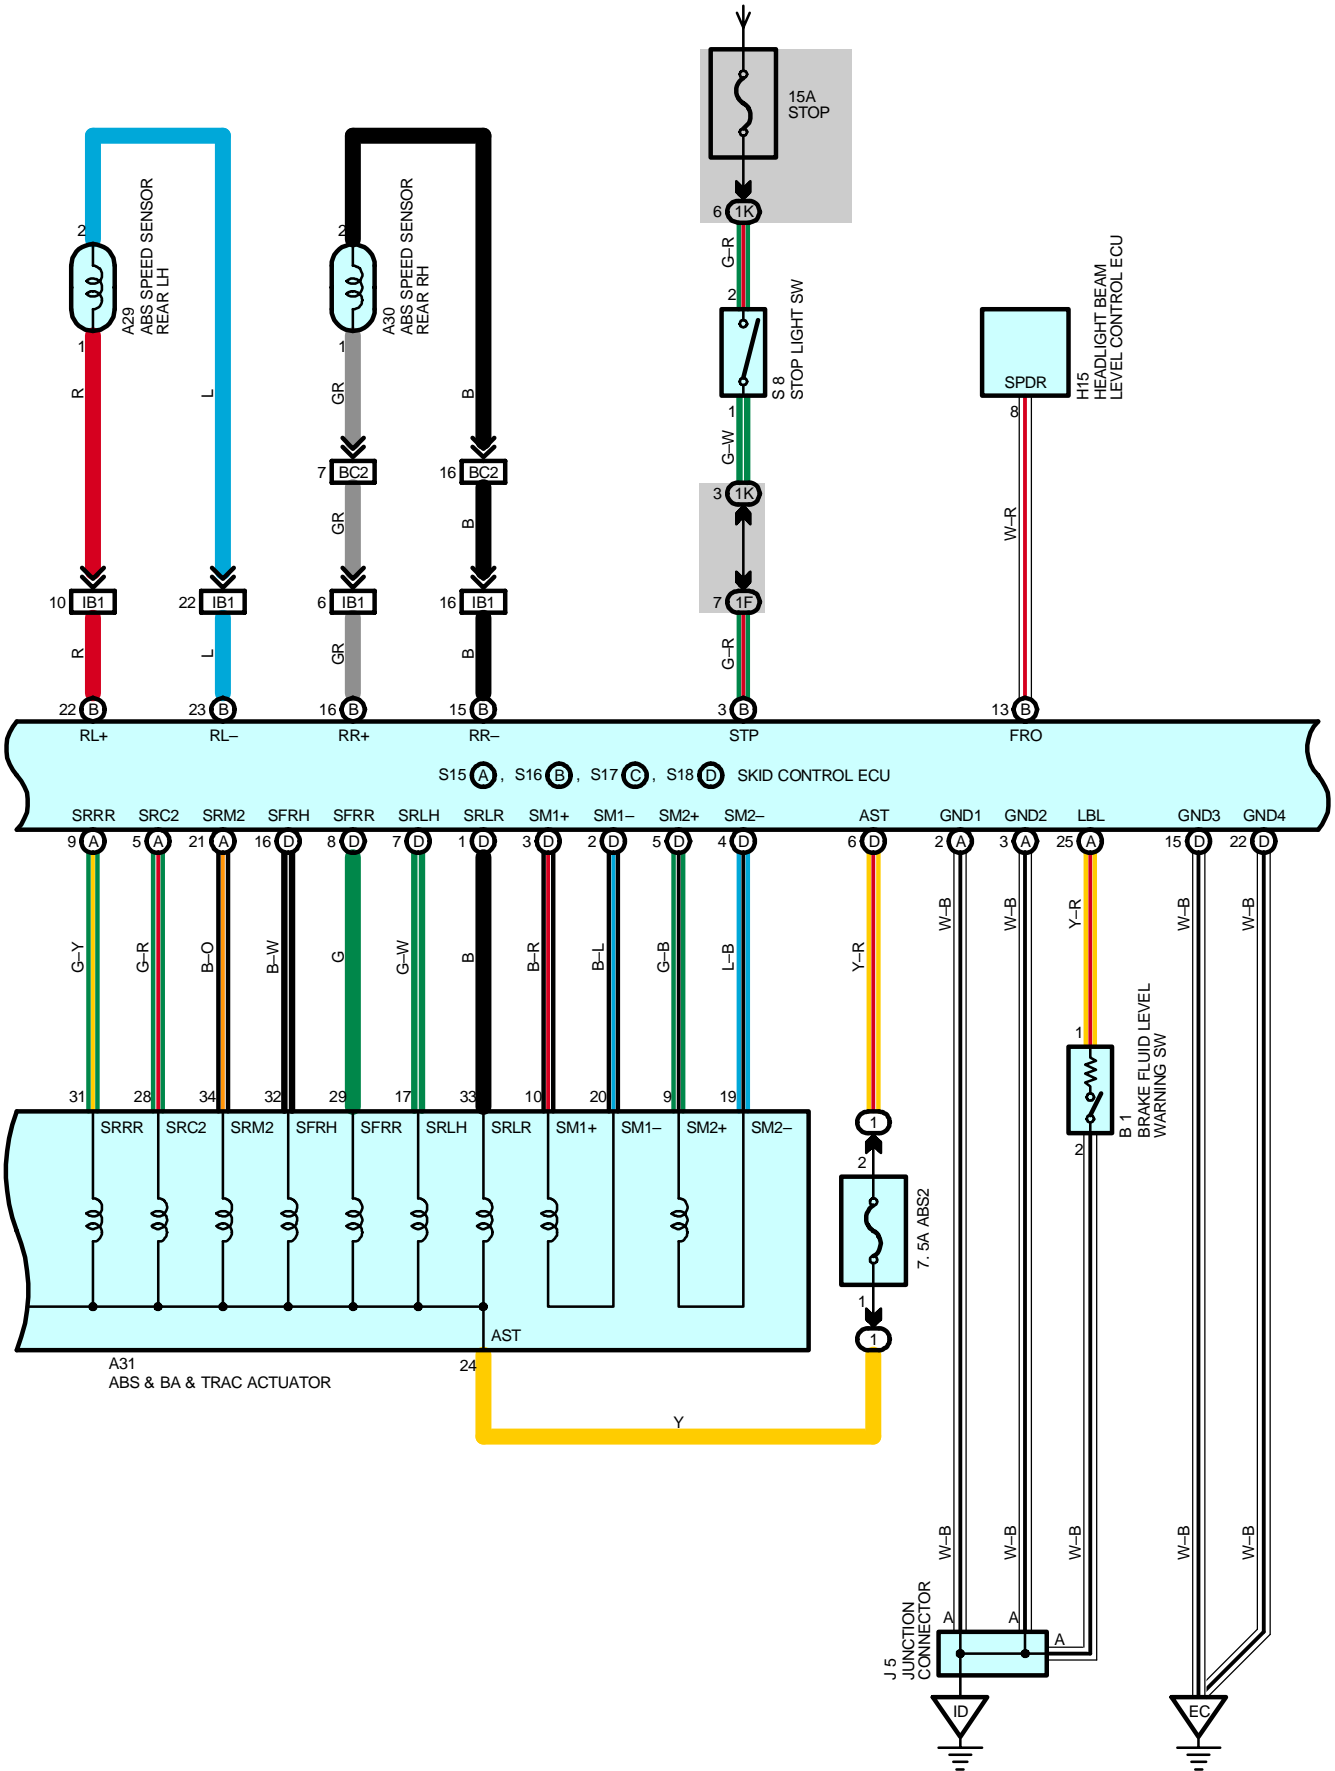 15A
STOP
6 1K
G–R
2
S 8
STOP LIGHT SW
1
G–W
3 1K
7 1F
G–R
2
A29
ABS SPEED SENSOR
REAR LH
1
R
L
10 IB1
22 IB1
R
L
2
A30
ABS SPEED SENSOR
REAR RH
1
GR
B
7 BC2
16 BC2
GR
B
6 IB1
16 IB1
GR
B
SPDR
H15
HEADLIGHT BEAM
LEVEL CONTROL ECU
8
W–R
22 B 23 B 16 B 15 B 3 B 13 B
RL+ RL– RR+ RR– STP FRO
S15 A , S16 B , S17 C , S18 D SKID CONTROL ECU
SRRR SRC2 SRM2 SFRH SFRR SRLH SRLR SM1+ SM1– SM2+ SM2– AST GND1 GND2 LBL GND3 GND4
9 A 5 A 21 A 16 D 8 D 7 D 1 D 3 D 2 D 5 D 4 D 6 D 2 A 3 A 25 A 15 D 22 D
G–Y G–R B–O B–W G G–W B B–R B–L G–B L–B Y–R W–B W–B Y–R W–B W–B
31 28 34 32 29 17 33 10 20 9 19
SRRR SRC2 SRM2 SFRH SFRR SRLH SRLR SM1+ SM1– SM2+ SM2–
1
2
7. 5A ABS2
1
1
1
B 1
BRAKE FLUID LEVEL
WARNING SW
2
AST
24
A31
ABS & BA & TRAC ACTUATOR
Y
W–B W–B W–B W–B W–B
J 5
JUNCTION
CONNECTOR
A A A
ID
EC